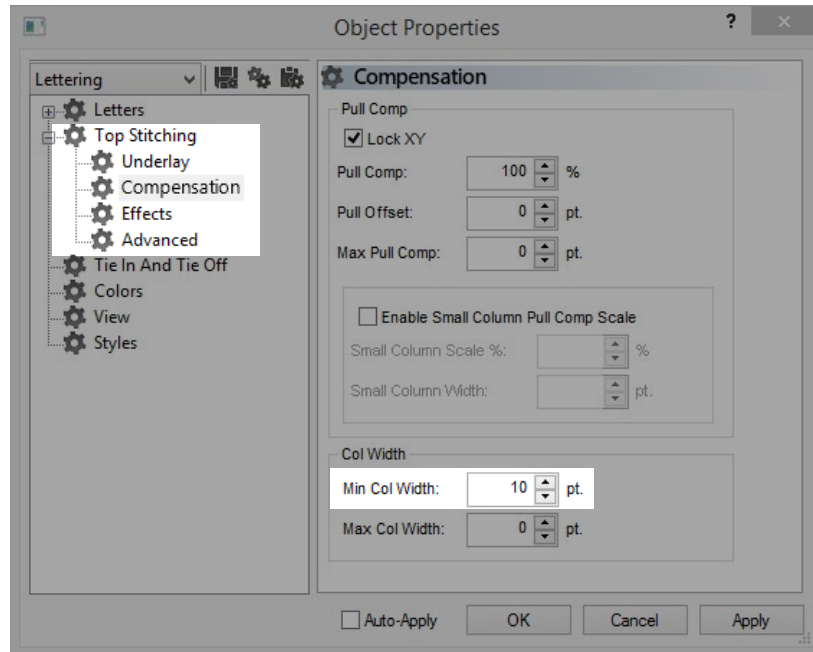 Object Properties
?
Lettering
Letters
Top Stitching
Underlay
Compensation
Effects
Advanced
Tie In And Tie Off
Colors
View
Styles
Compensation
Pull Comp
Lock XY
Pull Comp: 100 %
Pull Offset: 0 pt.
Max Pull Comp: 0 pt.
Enable Small Column Pull Comp Scale
Small Column Scale %: %
Small Column Width: pt.
Col Width
Min Col Width: 10 pt.
Max Col Width: 0 pt.
Auto-Apply OK Cancel Apply